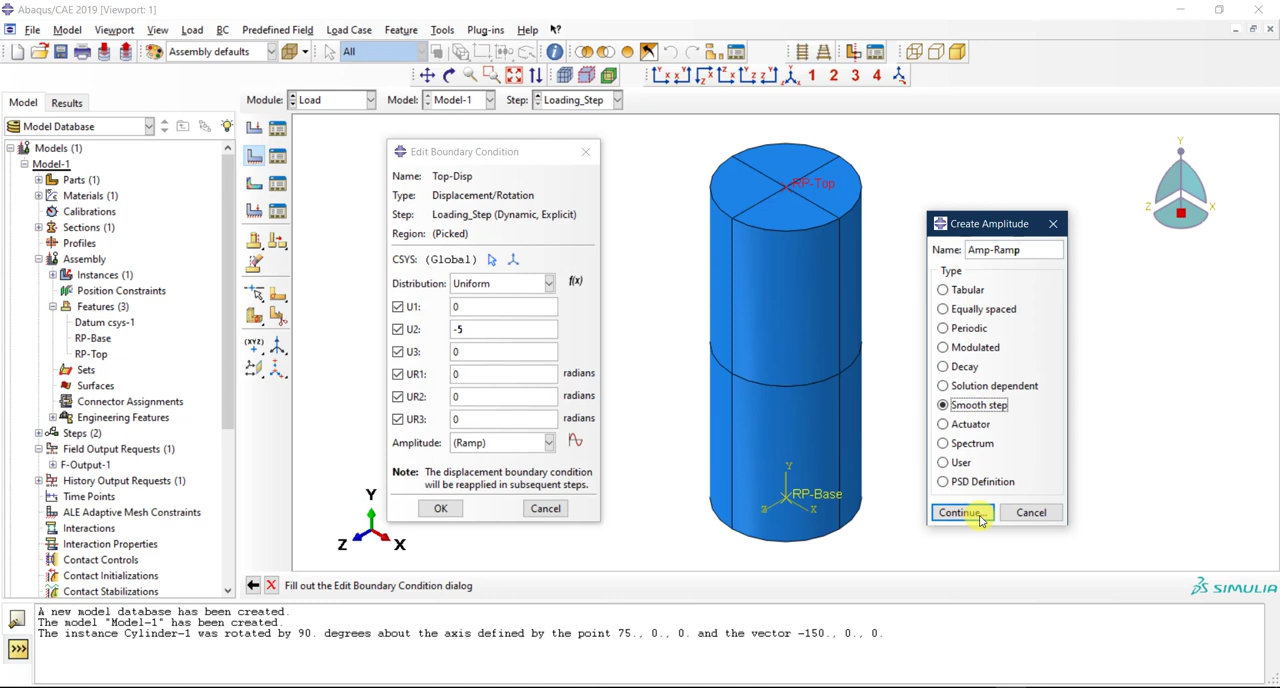 Abaqus/CAE 2019 [Viewport: 1]
File Model Viewport View Load BC Predefined Field Load Case Feature Tools Plug-ins Help
Assembly defaults All
1 2 3 4
Model Results Module: Load Model: Model-1 Step: Loading_Step
Model Database
Models (1)
Model-1
Parts (1)
Materials (1)
Calibrations
Sections (1)
Profiles
Assembly
Instances (1)
Position Constraints
Features (3)
Datum csys-1
RP-Base
RP-Top
Sets
Surfaces
Connector Assignments
Engineering Features
Steps (2)
Field Output Requests (1)
F-Output-1
History Output Requests (1)
Time Points
ALE Adaptive Mesh Constraints
Interactions
Interaction Properties
Contact Controls
Contact Initializations
Contact Stabilizations
(XYZ)
Edit Boundary Condition
Name: Top-Disp
Type: Displacement/Rotation
Step: Loading_Step (Dynamic, Explicit)
Region: (Picked)
CSYS: (Global)
Distribution: Uniform f(x)
U1: 0
U2: -5
U3: 0
UR1: 0 radians
UR2: 0 radians
UR3: 0 radians
Amplitude: (Ramp)
Note: The displacement boundary condition
will be reapplied in subsequent steps.
OK Cancel
Y
Z X
RP-Top
Y
RP-Base
Z X
Y
Z X
Create Amplitude
Name: Amp-Ramp
Type
Tabular
Equally spaced
Periodic
Modulated
Decay
Solution dependent
Smooth step
Actuator
Spectrum
User
PSD Definition
Continue... Cancel
Fill out the Edit Boundary Condition dialog
SIMULIA
A new model database has been created.
The model "Model-1" has been created.
The instance Cylinder-1 was rotated by 90. degrees about the axis defined by the point 75., 0., 0. and the vector -150., 0., 0.
>>>